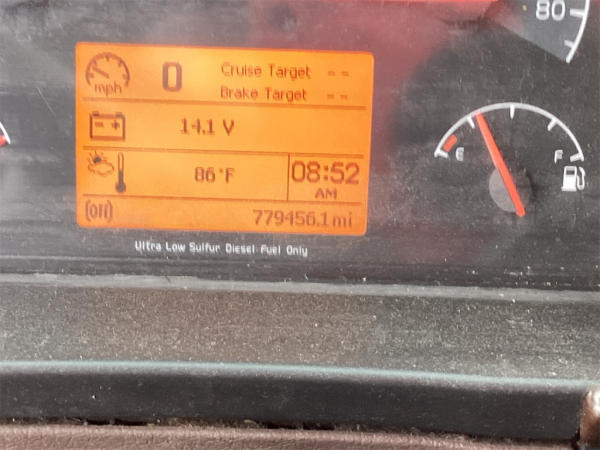 80
0 Cruise Target --
mph Brake Target --
14.1 V
86°F 08:52
AM
779456.1 mi
E F
Ultra Low Sulfur Diesel Fuel Only